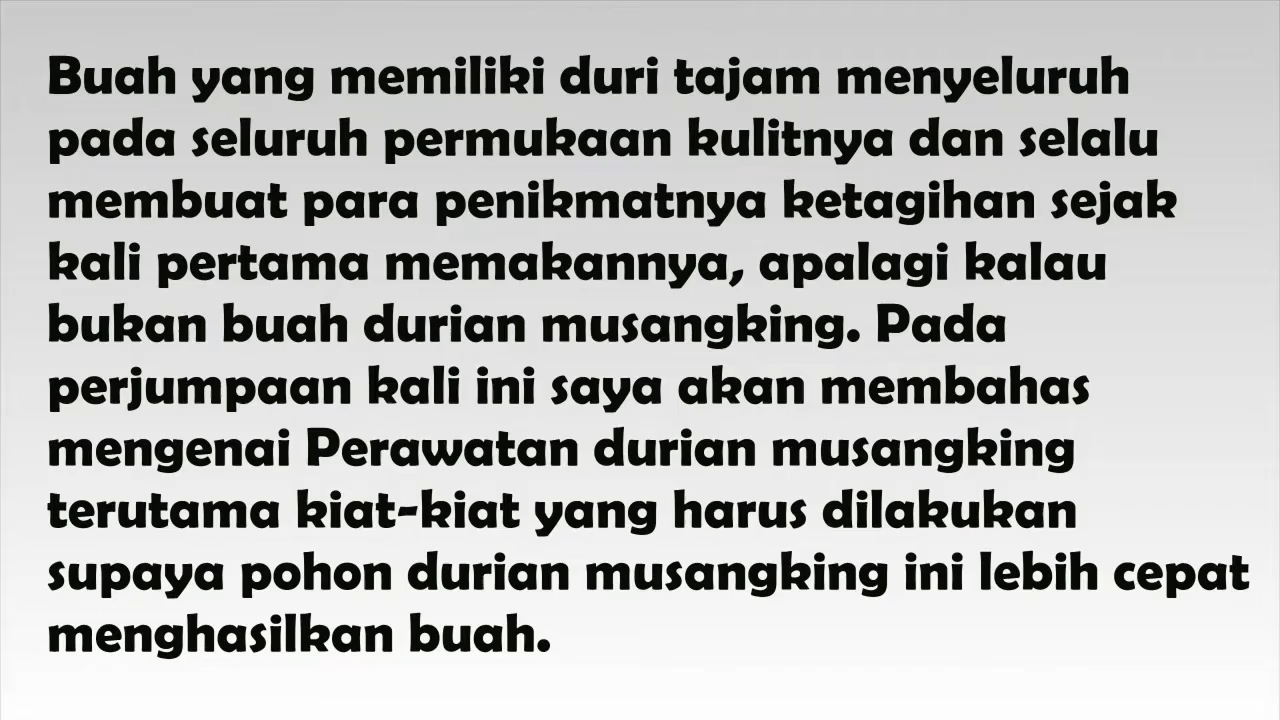 Buah yang memiliki duri tajam menyeluruh
pada seluruh permukaan kulitnya dan selalu
membuat para penikmatnya ketagihan sejak
kali pertama memakannya, apalagi kalau
bukan buah durian musangking. Pada
perjumpaan kali ini saya akan membahas
mengenai Perawatan durian musangking
terutama kiat-kiat yang harus dilakukan
supaya pohon durian musangking ini lebih cepat
menghasilkan buah.